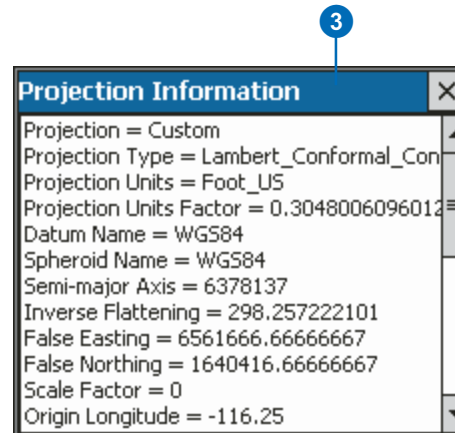 3
Projection Information
Projection = Custom
Projection Type = Lambert_Conformal_Con
Projection Units = Foot_US
Projection Units Factor = 0.3048006096012
Datum Name = WGS84
Spheroid Name = WGS84
Semi-major Axis = 6378137
Inverse Flattening = 298.257222101
False Easting = 6561666.66666667
False Northing = 1640416.66666667
Scale Factor = 0
Origin Longitude = -116.25